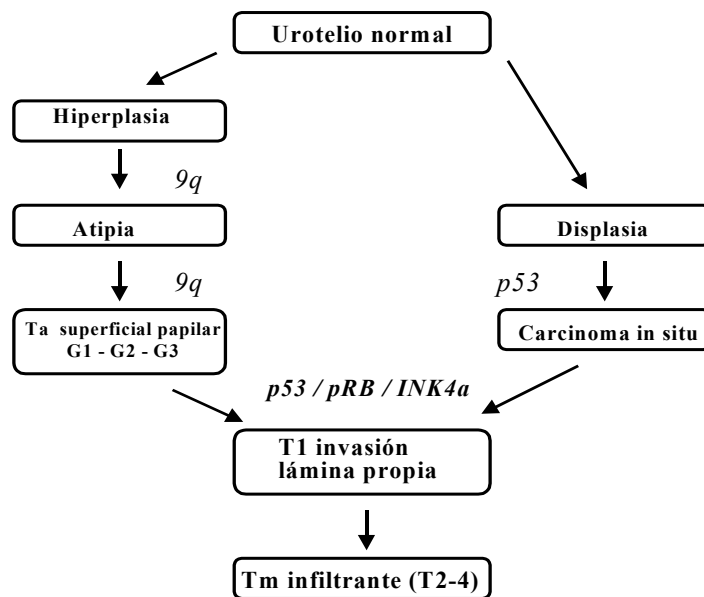 Urotelio normal
Hiperplasia
9q
Atipia
Displasia
9q
p53
Ta superficial papilar
G1 - G2 - G3
Carcinoma in situ
p53 / pRB / INK4a
T1 invasión
lámina propia
Tm infiltrante (T2-4)